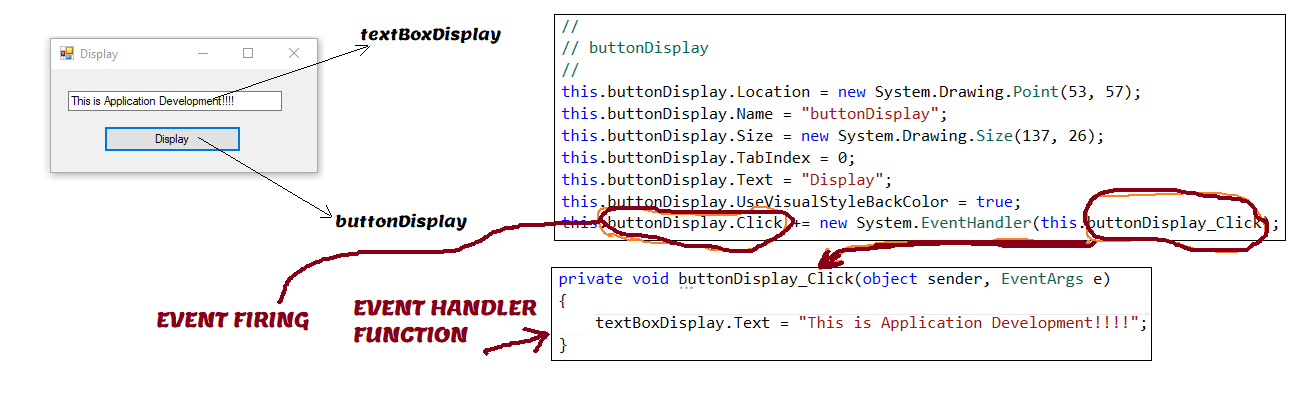 textBoxDisplay
Display
This is Application Development!!!!
Display
buttonDisplay
//
// buttonDisplay
//
this.buttonDisplay.Location = new System.Drawing.Point(53, 57);
this.buttonDisplay.Name = "buttonDisplay";
this.buttonDisplay.Size = new System.Drawing.Size(137, 26);
this.buttonDisplay.TabIndex = 0;
this.buttonDisplay.Text = "Display";
this.buttonDisplay.UseVisualStyleBackColor = true;
this.buttonDisplay.Click += new System.EventHandler(this.buttonDisplay_Click);
EVENT FIRING
EVENT HANDLER
FUNCTION
private void buttonDisplay_Click(object sender, EventArgs e)
{
textBoxDisplay.Text = "This is Application Development!!!!";
}